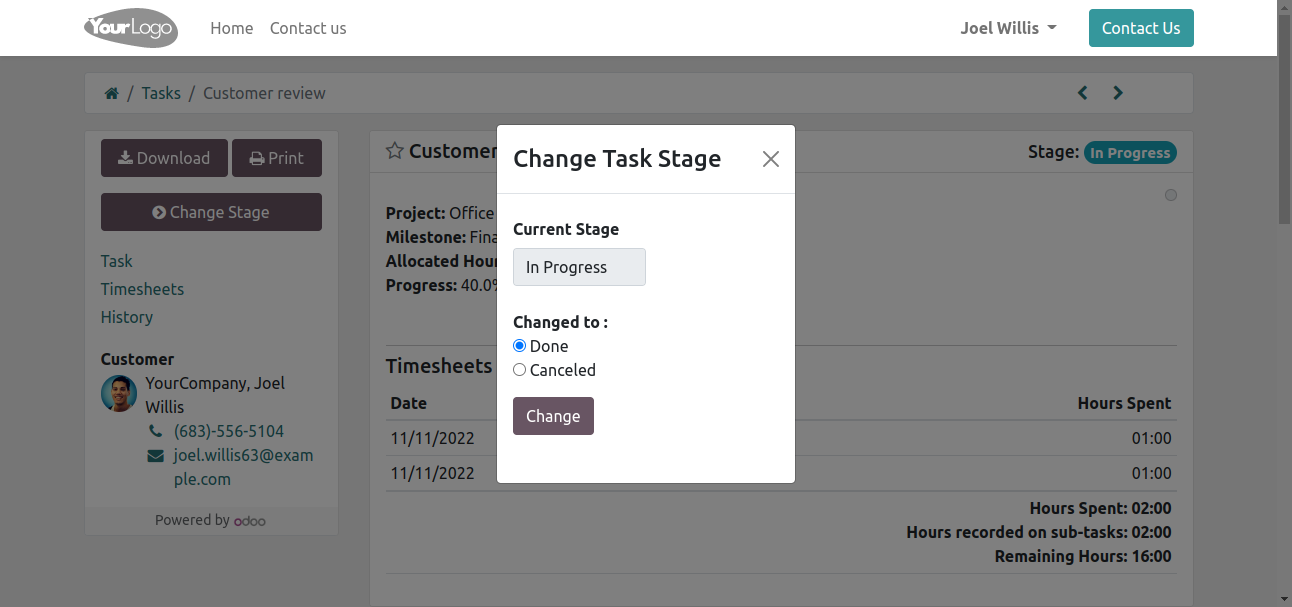 YourLogo
Home
Contact us
Joel Willis
Contact Us
/ Tasks / Customer review
Download
Print
Change Stage
Task
Timesheets
History
Customer
YourCompany, Joel
Willis
(683)-556-5104
joel.willis63@exam
ple.com
Powered by odoo
Customer
Stage: In Progress
Project: Office
Milestone: Fina
Allocated Hour
Progress: 40.0%
Timesheets
Date
Hours Spent
11/11/2022
01:00
11/11/2022
01:00
Hours Spent: 02:00
Hours recorded on sub-tasks: 02:00
Remaining Hours: 16:00
Change Task Stage
Current Stage
In Progress
Changed to :
Done
Canceled
Change